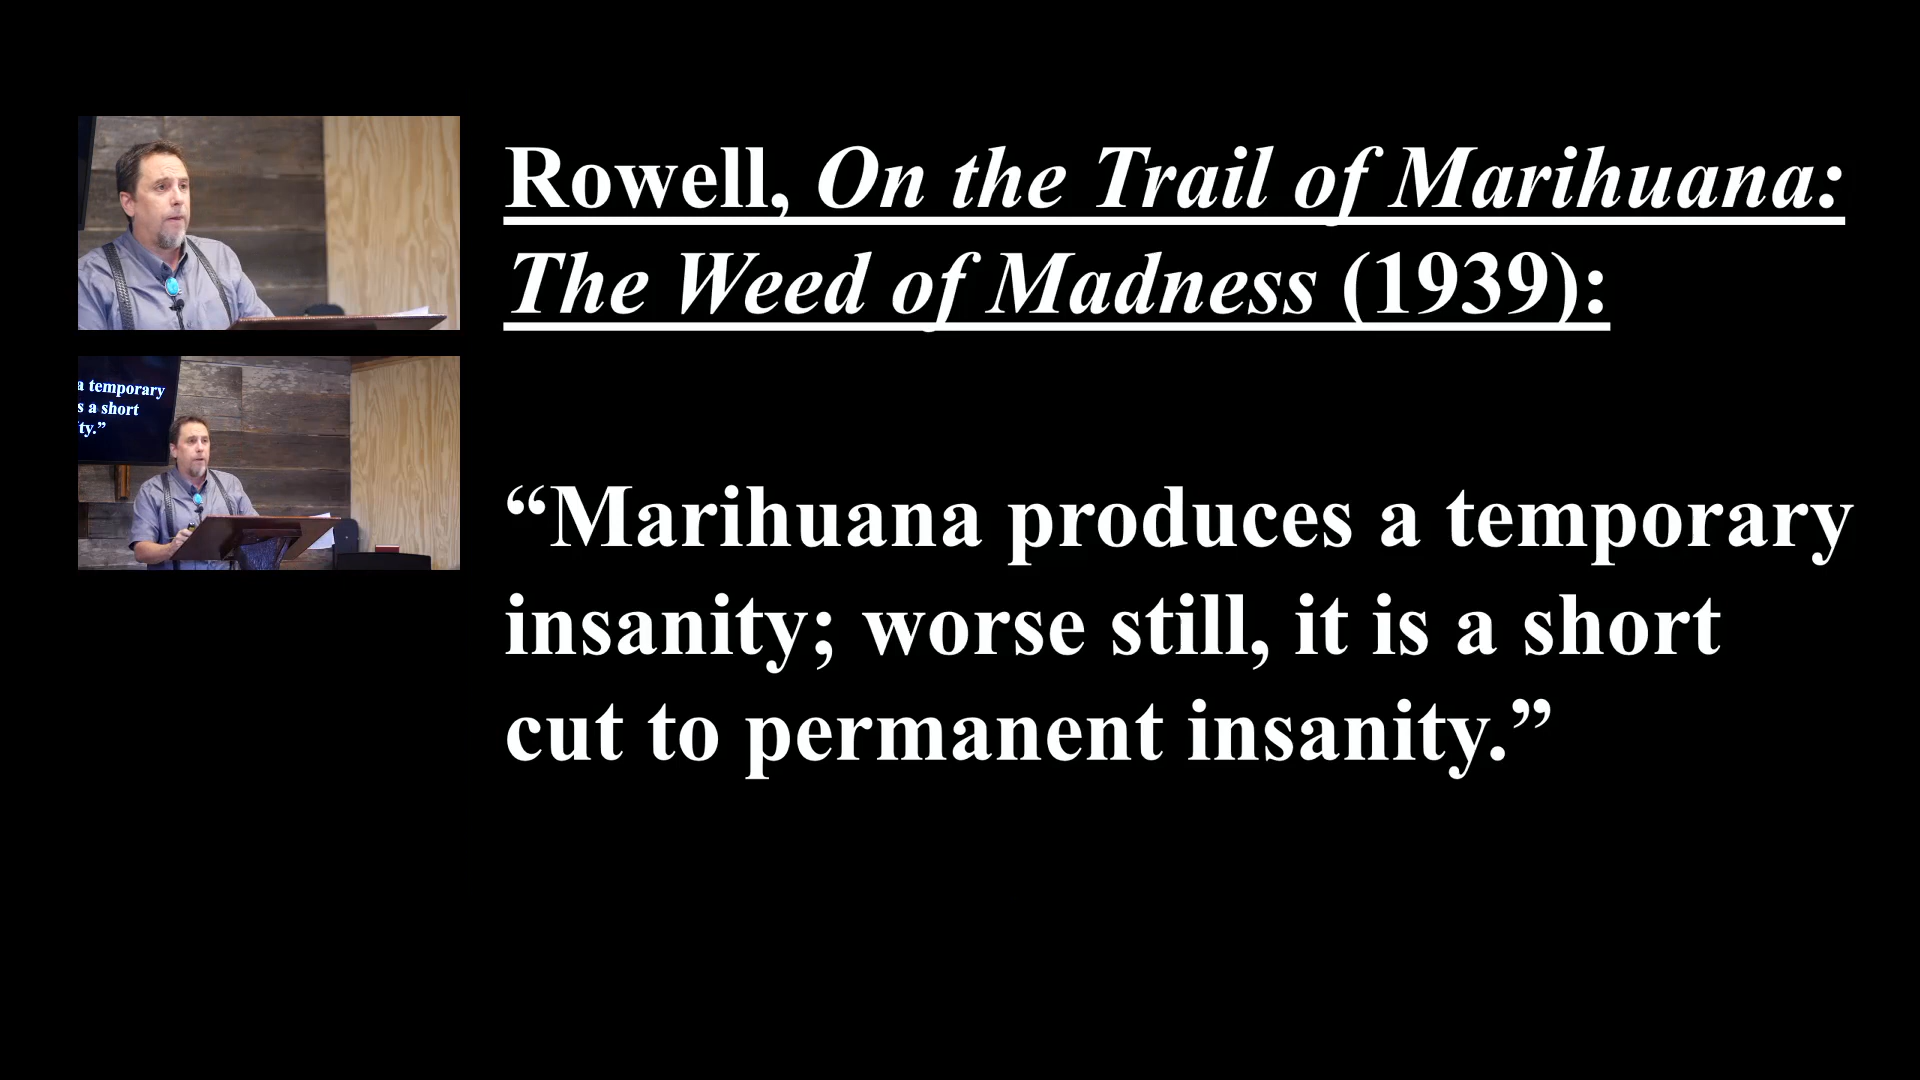 Rowell, On the Trail of Marihuana:
The Weed of Madness (1939):
“Marihuana produces a temporary
insanity; worse still, it is a short
cut to permanent insanity.”
a temporary
s a short
ity.”